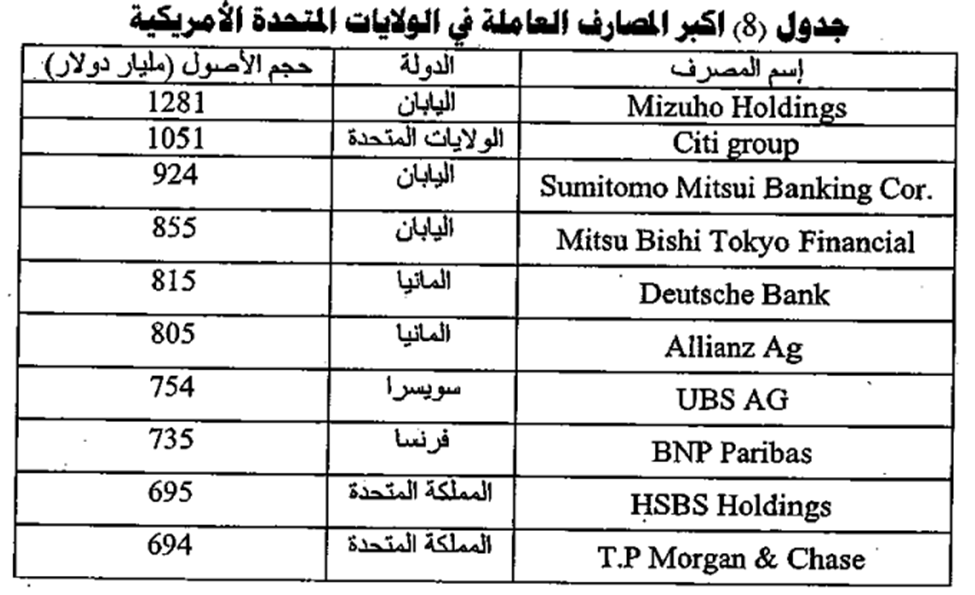 جدول (8) اكبر المصارف العاملة في الولايات المتحدة الأمريكية
إسم المصرف الدولة حجم الأصول (مليار دولار)
Mizuho Holdings اليابان 1281
Citi group الولايات المتحدة 1051
Sumitomo Mitsui Banking Cor. اليابان 924
Mitsu Bishi Tokyo Financial اليابان 855
Deutsche Bank المانيا 815
Allianz Ag المانيا 805
UBS AG سويسرا 754
BNP Paribas فرنسا 735
HSBS Holdings المملكة المتحدة 695
T.P Morgan & Chase المملكة المتحدة 694